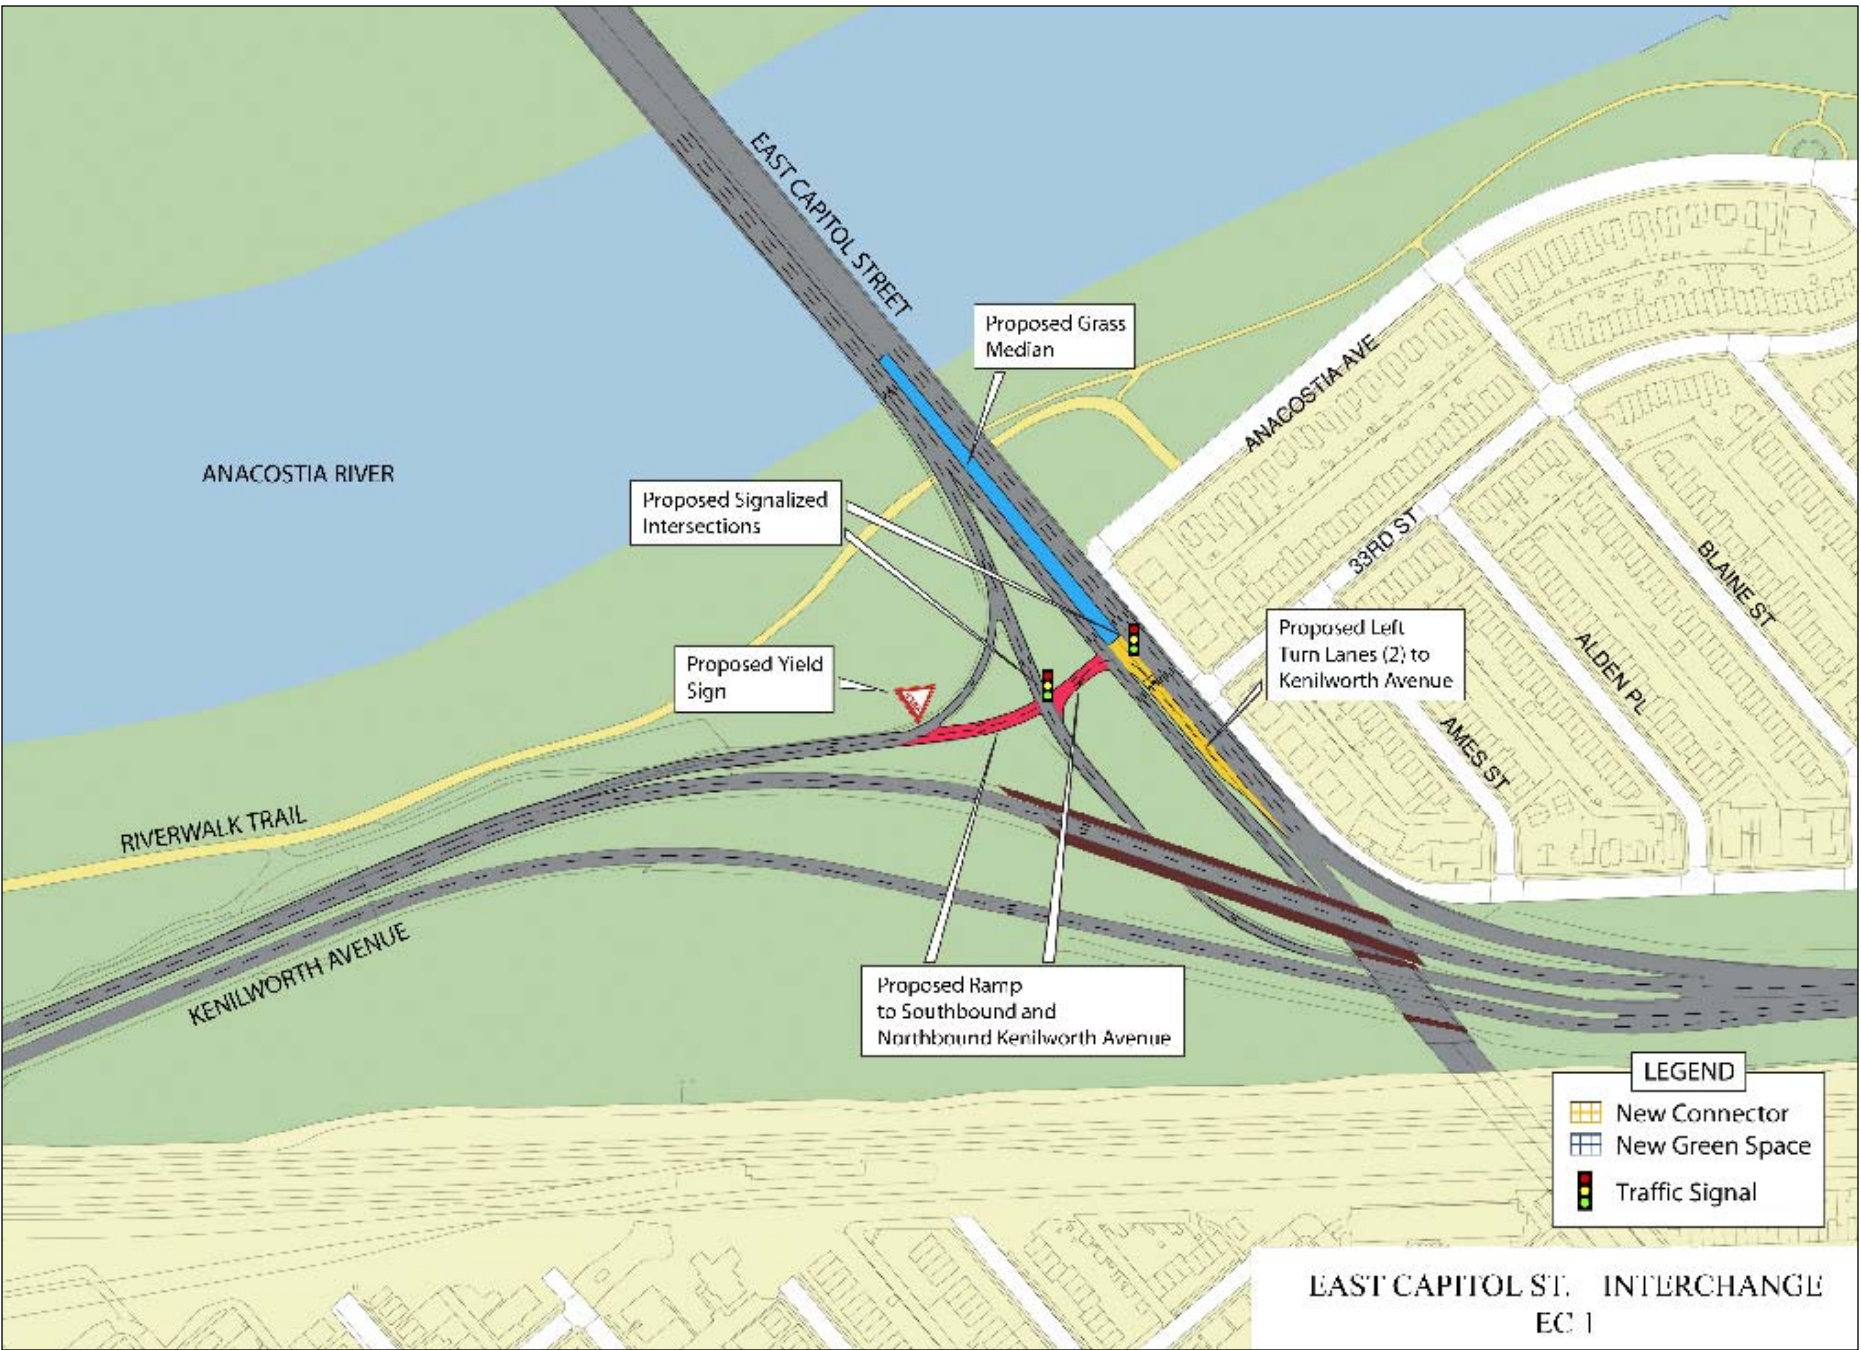 EAST CAPITOL STREET
Proposed Grass
Median
ANACOSTIA AVE
ANACOSTIA RIVER
Proposed Signalized
Intersections
33RD ST
BLAINE ST
Proposed Left
Turn Lanes (2) to
Kenilworth Avenue
ALDEN PL
Proposed Yield
Sign
AMES ST
RIVERWALK TRAIL
KENILWORTH AVENUE
Proposed Ramp
to Southbound and
Northbound Kenilworth Avenue
LEGEND
New Connector
New Green Space
Traffic Signal
EAST CAPITOL ST. INTERCHANGE
EC 1